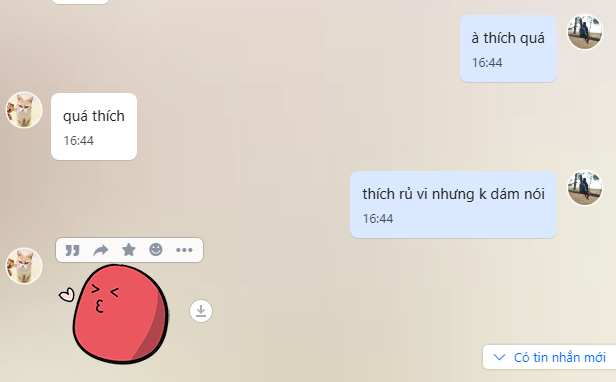 à thích quá
16:44
quá thích
16:44
thích rủ vi nhưng k dám nói
16:44
Có tin nhắn mới